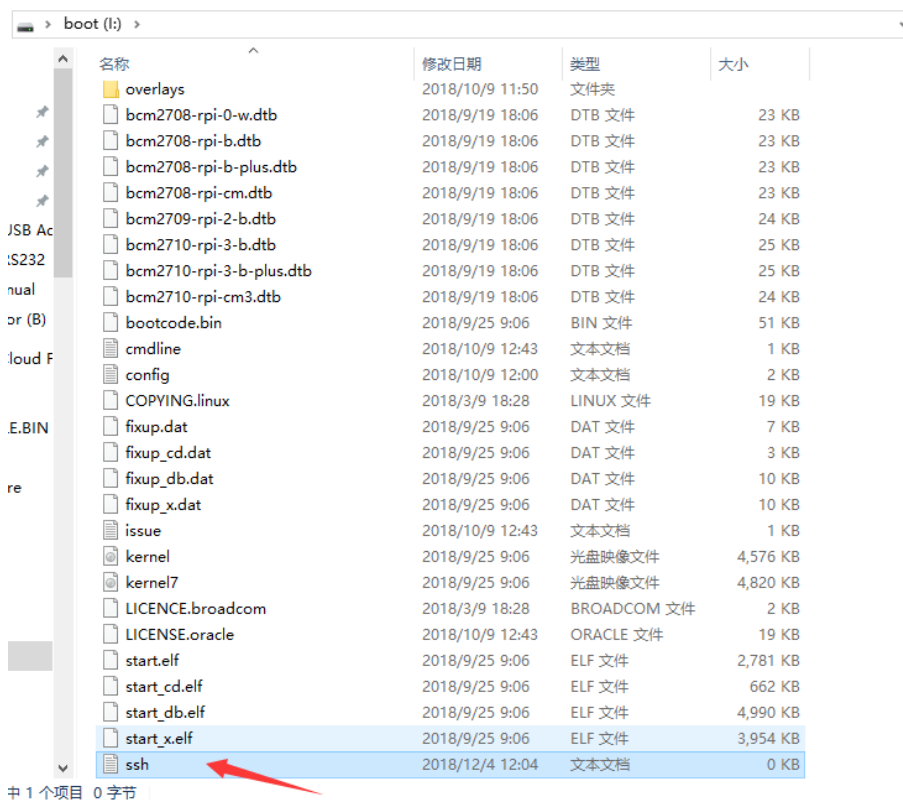 boot (I:)
名称 修改日期 类型 大小
overlays 2018/10/9 11:50 文件夹
bcm2708-rpi-0-w.dtb 2018/9/19 18:06 DTB 文件 23 KB
bcm2708-rpi-b.dtb 2018/9/19 18:06 DTB 文件 23 KB
bcm2708-rpi-b-plus.dtb 2018/9/19 18:06 DTB 文件 23 KB
bcm2708-rpi-cm.dtb 2018/9/19 18:06 DTB 文件 23 KB
bcm2709-rpi-2-b.dtb 2018/9/19 18:06 DTB 文件 24 KB
JSB Ac
bcm2710-rpi-3-b.dtb 2018/9/19 18:06 DTB 文件 25 KB
RS232
bcm2710-rpi-3-b-plus.dtb 2018/9/19 18:06 DTB 文件 25 KB
nual
bcm2710-rpi-cm3.dtb 2018/9/19 18:06 DTB 文件 24 KB
or (B)
bootcode.bin 2018/9/25 9:06 BIN 文件 51 KB
cmdline 2018/10/9 12:43 文本文档 1 KB
loud F
config 2018/10/9 12:00 文本文档 2 KB
COPYING.linux 2018/3/9 18:28 LINUX 文件 19 KB
fixup.dat 2018/9/25 9:06 DAT 文件 7 KB
LE.BIN
fixup_cd.dat 2018/9/25 9:06 DAT 文件 3 KB
fixup_db.dat 2018/9/25 9:06 DAT 文件 10 KB
re
fixup_x.dat 2018/9/25 9:06 DAT 文件 10 KB
issue 2018/10/9 12:43 文本文档 1 KB
kernel 2018/9/25 9:06 光盘映像文件 4,576 KB
kernel7 2018/9/25 9:06 光盘映像文件 4,820 KB
LICENCE.broadcom 2018/3/9 18:28 BROADCOM 文件 2 KB
LICENSE.oracle 2018/10/9 12:43 ORACLE 文件 19 KB
start.elf 2018/9/25 9:06 ELF 文件 2,781 KB
start_cd.elf 2018/9/25 9:06 ELF 文件 662 KB
start_db.elf 2018/9/25 9:06 ELF 文件 4,990 KB
start_x.elf 2018/9/25 9:06 ELF 文件 3,954 KB
ssh 2018/12/4 12:04 文本文档 0 KB
中 1 个项目 0 字节